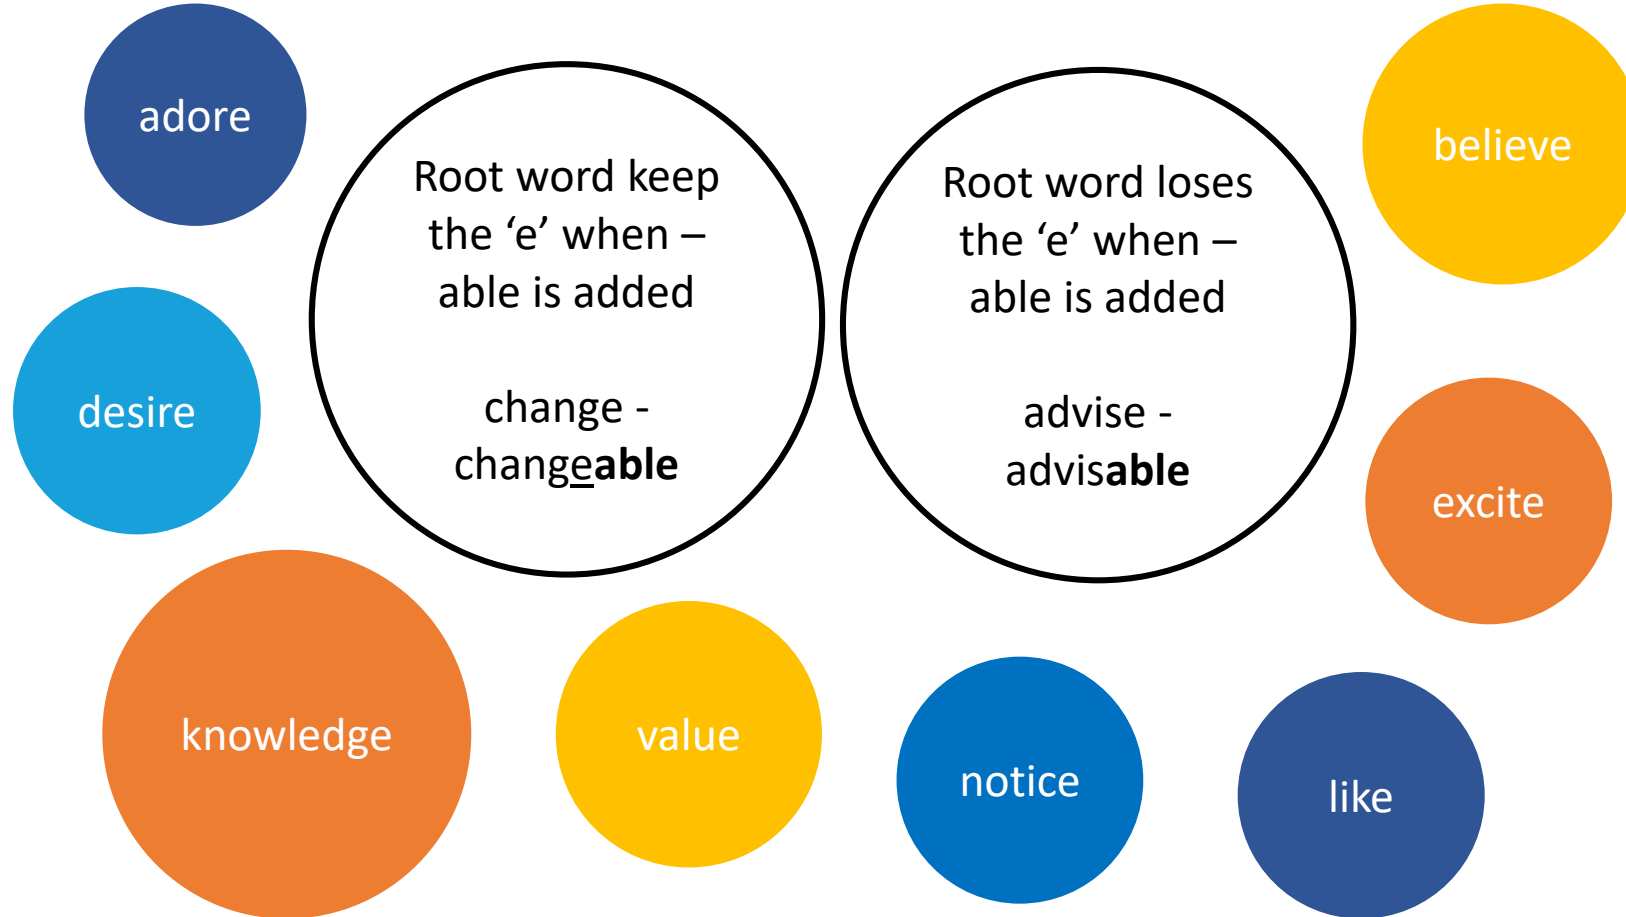 adore
Root word keep
the ‘e’ when –
able is added
change -
changeable
Root word loses
the ‘e’ when –
able is added
advise -
advisable
believe
desire
excite
knowledge
value
notice
like